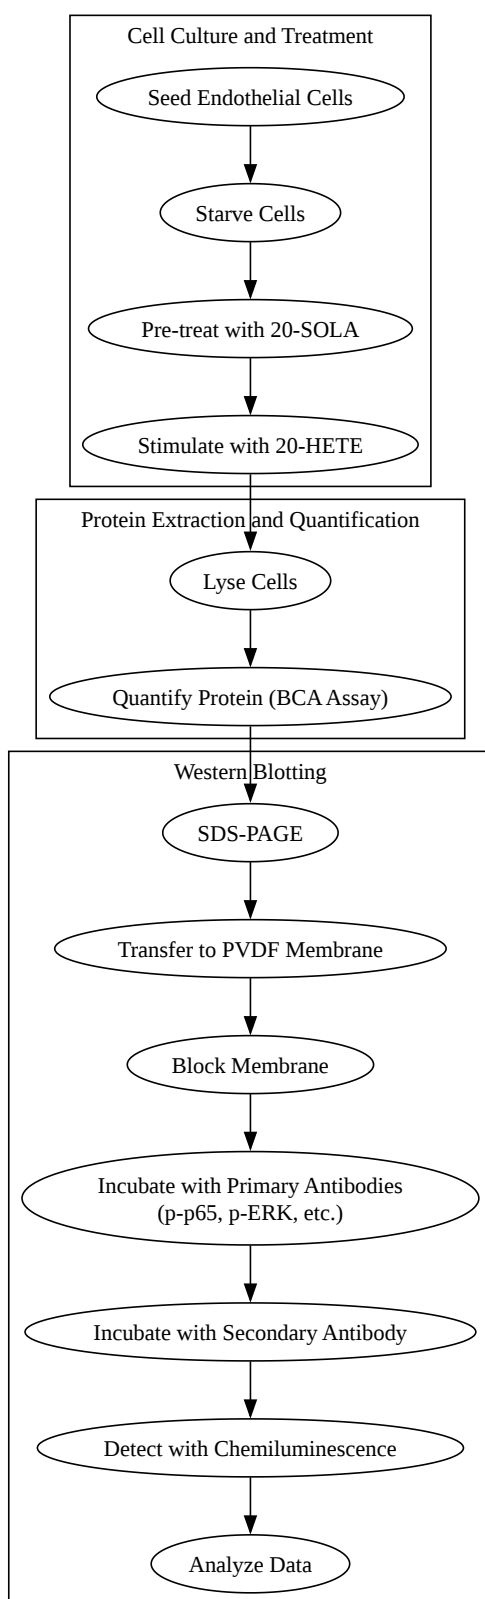 Cell Culture and Treatment
Seed Endothelial Cells
Starve Cells
Pre-treat with 20-SOLA
Stimulate with 20-HETE
Protein Extraction and Quantification
Lyse Cells
Quantify Protein (BCA Assay)
Western Blotting
SDS-PAGE
Transfer to PVDF Membrane
Block Membrane
Incubate with Primary Antibodies
(p-p65, p-ERK, etc.)
Incubate with Secondary Antibody
Detect with Chemiluminescence
Analyze Data